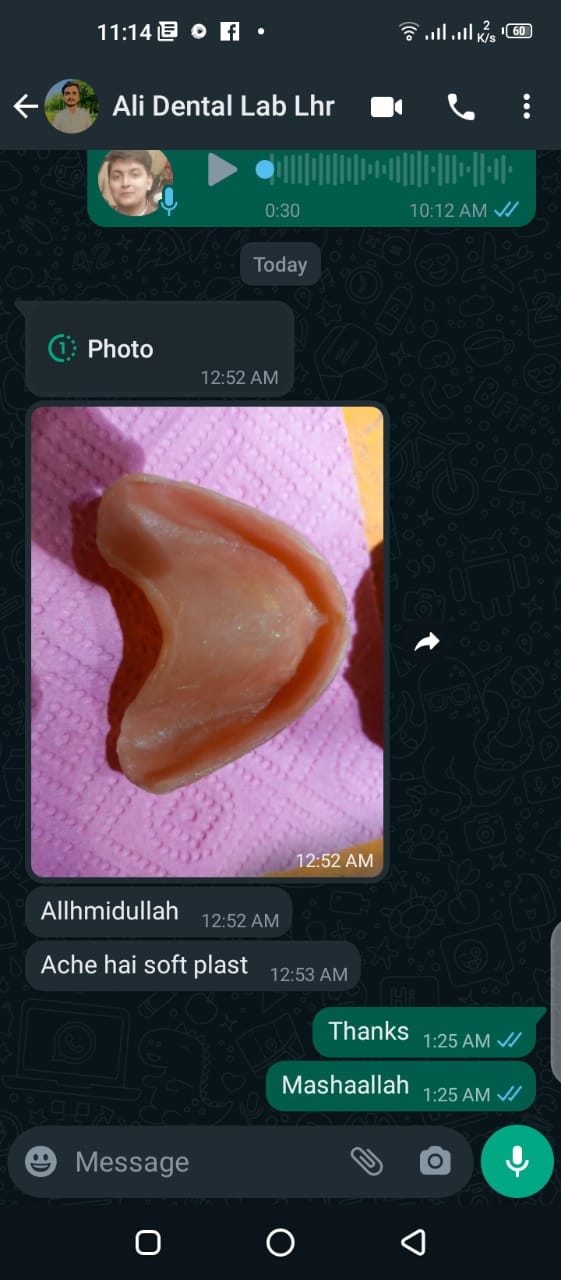 11:14
2
K/s
60
Ali Dental Lab Lhr
0:30
10:12 AM
Today
1
Photo
12:52 AM
12:52 AM
Allhmidullah
12:52 AM
Ache hai soft plast
12:53 AM
Thanks
1:25 AM
Mashaallah
1:25 AM
Message